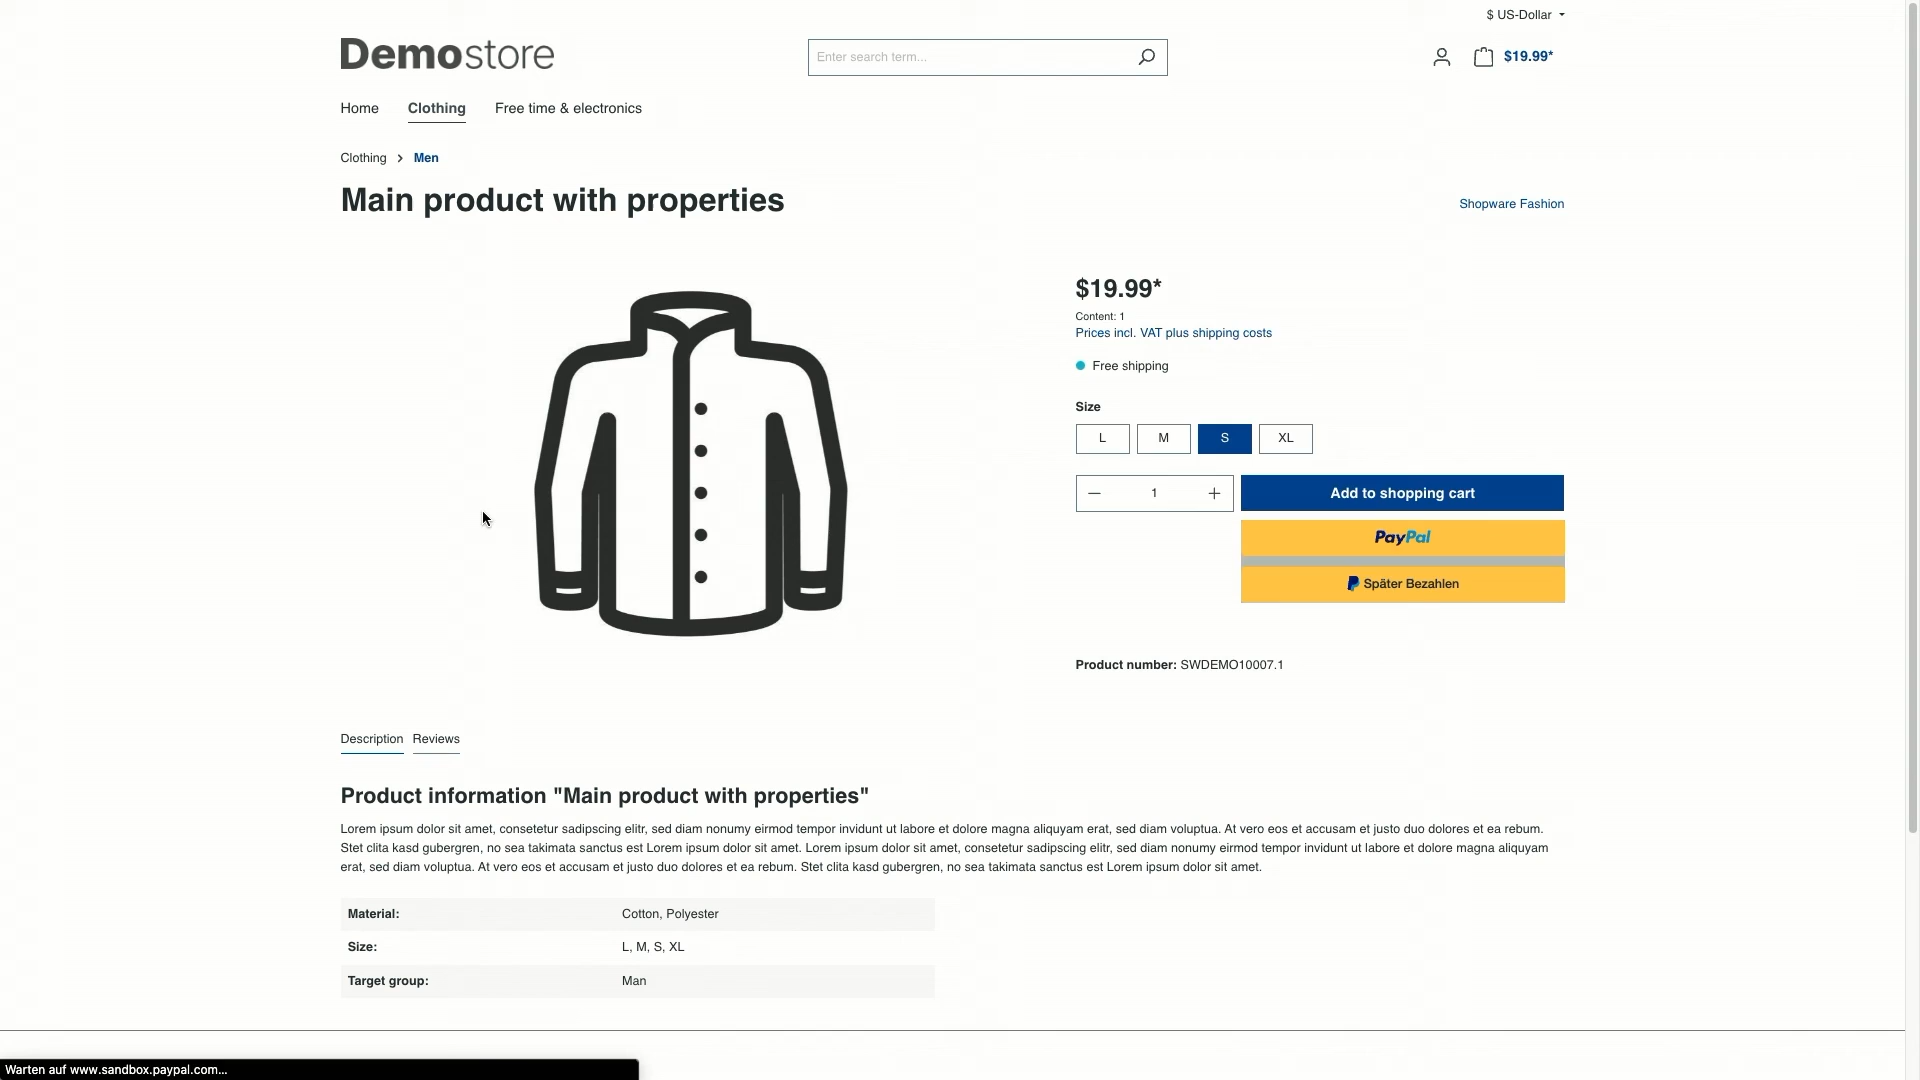 $ US-Dollar
Demostore
Enter search term...
$19.99*
Home
Clothing
Free time & electronics
Clothing
Men
Main product with properties
Shopware Fashion
$19.99*
Content: 1
Prices incl. VAT plus shipping costs
Free shipping
Size
L
M
S
XL
1
Add to shopping cart
PayPal
Später Bezahlen
Product number: SWDEMO10007.1
Description
Reviews
Product information "Main product with properties"
Lorem ipsum dolor sit amet, consetetur sadipscing elitr, sed diam nonumy eirmod tempor invidunt ut labore et dolore magna aliquyam erat, sed diam voluptua. At vero eos et accusam et justo duo dolores et ea rebum.
Stet clita kasd gubergren, no sea takimata sanctus est Lorem ipsum dolor sit amet. Lorem ipsum dolor sit amet, consetetur sadipscing elitr, sed diam nonumy eirmod tempor invidunt ut labore et dolore magna aliquyam
erat, sed diam voluptua. At vero eos et accusam et justo duo dolores et ea rebum. Stet clita kasd gubergren, no sea takimata sanctus est Lorem ipsum dolor sit amet.
Material: Cotton, Polyester
Size: L, M, S, XL
Target group: Man
Warten auf www.sandbox.paypal.com...